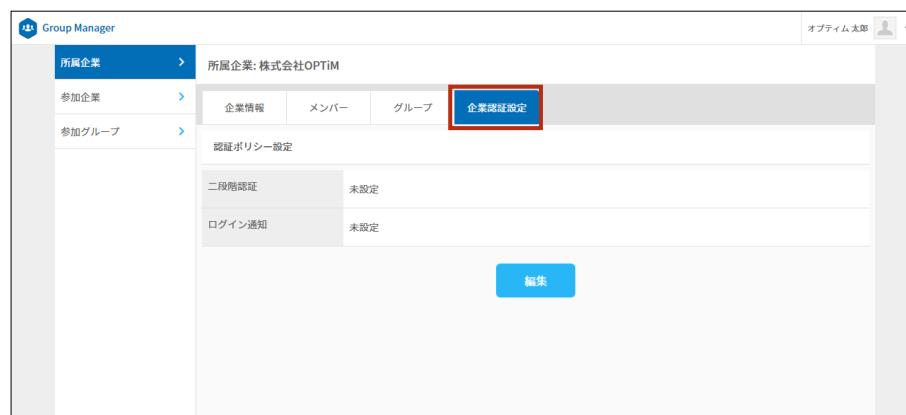 Group Manager
オプティム 太郎
所属企業
参加企業
参加グループ
所属企業: 株式会社OPTiM
企業情報
メンバー
グループ
企業認証設定
認証ポリシー設定
二段階認証
未設定
ログイン通知
未設定
編集